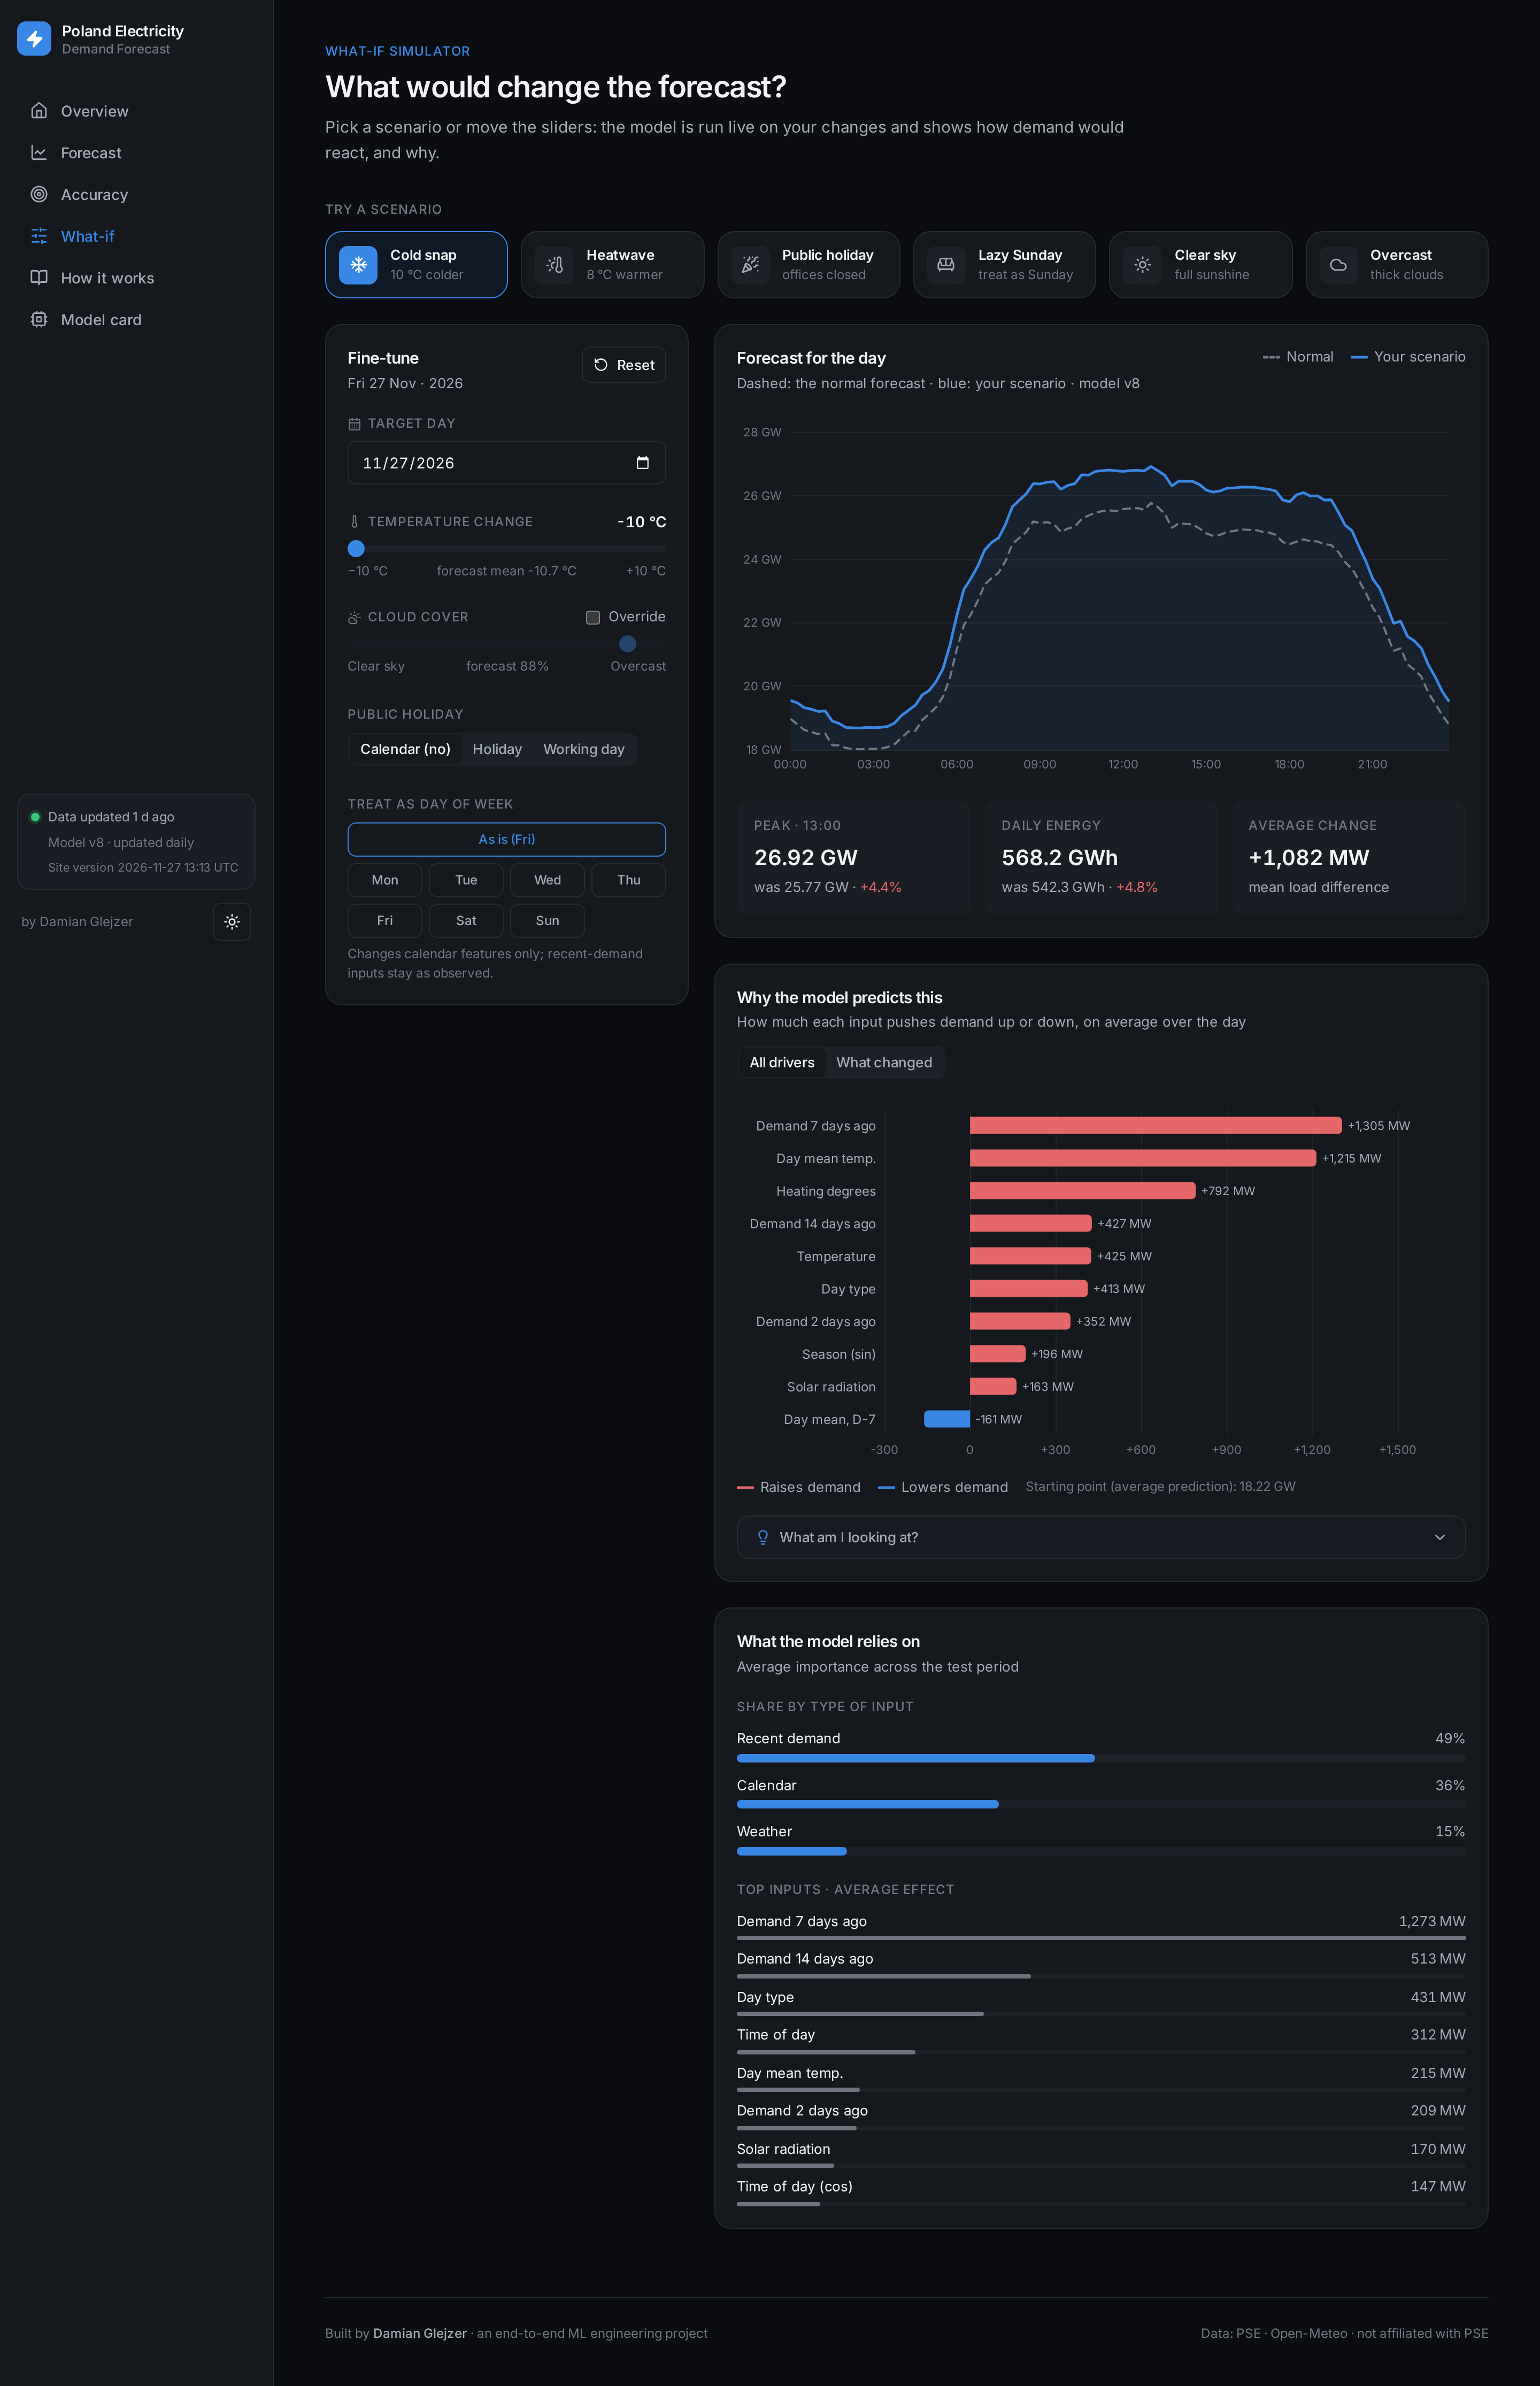 Poland Electricity
Demand Forecast
Overview
Forecast
Accuracy
What-if
How it works
Model card
Data updated 1 d ago
Model v8 · updated daily
Site version 2026-11-27 13:13 UTC
by Damian Glejzer
WHAT-IF SIMULATOR
What would change the forecast?
Pick a scenario or move the sliders: the model is run live on your changes and shows how demand would
react, and why.
TRY A SCENARIO
Cold snap
10 °C colder
Heatwave
8 °C warmer
Public holiday
offices closed
Lazy Sunday
treat as Sunday
Clear sky
full sunshine
Overcast
thick clouds
Fine-tune
Fri 27 Nov · 2026
Reset
TARGET DAY
11/27/2026
TEMPERATURE CHANGE -10 °C
−10 °C forecast mean -10.7 °C +10 °C
CLOUD COVER Override
Clear sky forecast 88% Overcast
PUBLIC HOLIDAY
Calendar (no) Holiday Working day
TREAT AS DAY OF WEEK
As is (Fri)
Mon Tue Wed Thu
Fri Sat Sun
Changes calendar features only; recent-demand
inputs stay as observed.
Forecast for the day
Normal Your scenario
Dashed: the normal forecast · blue: your scenario · model v8
28 GW
26 GW
24 GW
22 GW
20 GW
18 GW
00:00 03:00 06:00 09:00 12:00 15:00 18:00 21:00
PEAK · 13:00
26.92 GW
was 25.77 GW · +4.4%
DAILY ENERGY
568.2 GWh
was 542.3 GWh · +4.8%
AVERAGE CHANGE
+1,082 MW
mean load difference
Why the model predicts this
How much each input pushes demand up or down, on average over the day
All drivers What changed
Demand 7 days ago +1,305 MW
Day mean temp. +1,215 MW
Heating degrees +792 MW
Demand 14 days ago +427 MW
Temperature +425 MW
Day type +413 MW
Demand 2 days ago +352 MW
Season (sin) +196 MW
Solar radiation +163 MW
Day mean, D-7 -161 MW
-300 0 +300 +600 +900 +1,200 +1,500
Raises demand Lowers demand Starting point (average prediction): 18.22 GW
What am I looking at?
What the model relies on
Average importance across the test period
SHARE BY TYPE OF INPUT
Recent demand 49%
Calendar 36%
Weather 15%
TOP INPUTS · AVERAGE EFFECT
Demand 7 days ago 1,273 MW
Demand 14 days ago 513 MW
Day type 431 MW
Time of day 312 MW
Day mean temp. 215 MW
Demand 2 days ago 209 MW
Solar radiation 170 MW
Time of day (cos) 147 MW
Built by Damian Glejzer · an end-to-end ML engineering project
Data: PSE · Open-Meteo · not affiliated with PSE